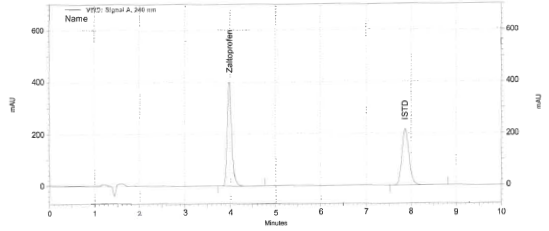 VWD: Signal A, 240 nm
Name
600
400
200
0
mAU
Zaltoprofen
ISTD
600
400
200
0
mAU
0 1 2 3 4 5 6 7 8 9 10
Minutes